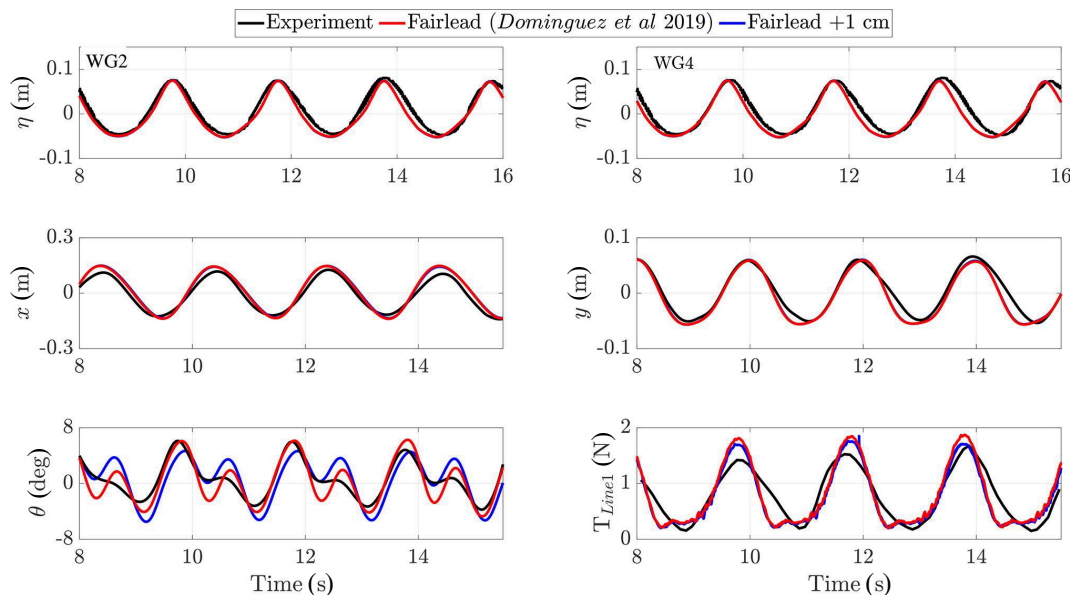 Experiment Fairlead (Dominguez et al 2019) Fairlead +1 cm
WG2
η (m)
0.1
0
-0.1
8 10 12 14 16
WG4
η (m)
0.1
0
-0.1
8 10 12 14 16
x (m)
0.3
0
-0.3
8 10 12 14
y (m)
0.1
0
-0.1
8 10 12 14
θ (deg)
8
0
-8
8 10 12 14
Time (s)
T_Line1 (N)
2
1
0
8 10 12 14
Time (s)